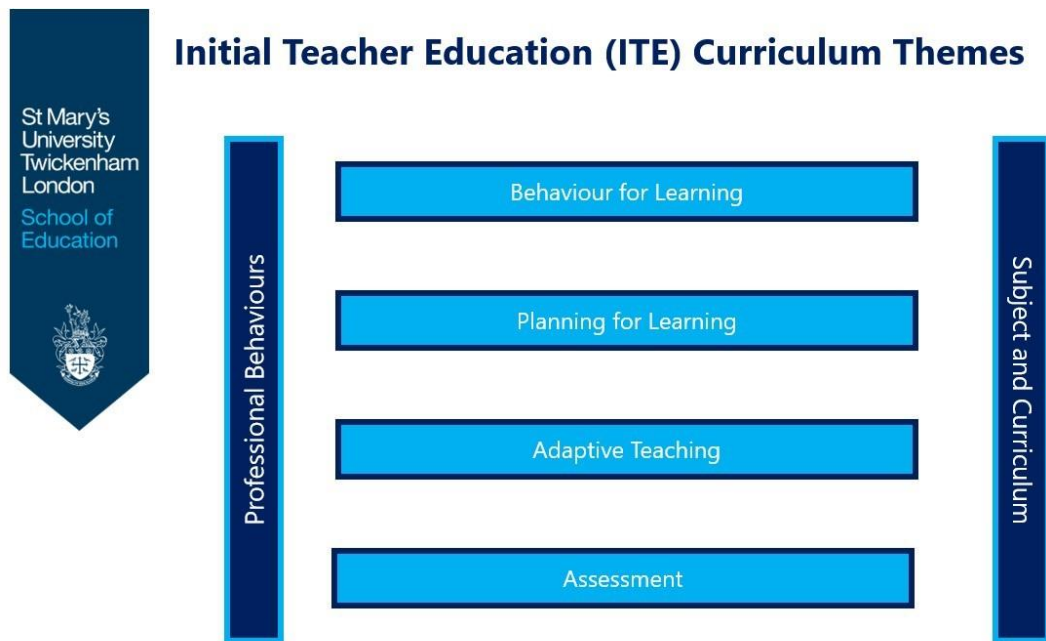 Initial Teacher Education (ITE) Curriculum Themes
St Mary's
University
Twickenham
London
School of
Education
Professional Behaviours
Behaviour for Learning
Planning for Learning
Adaptive Teaching
Assessment
Subject and Curriculum